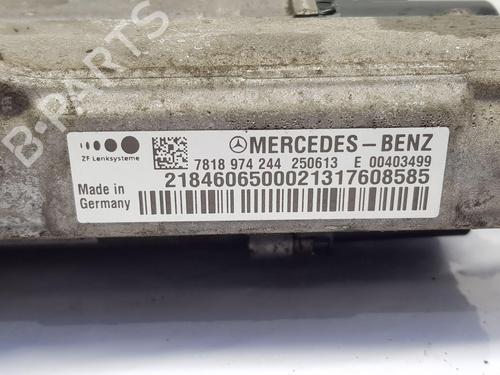 B-PARTS
ZF Lenksysteme
MERCEDES-BENZ
7818 974 244 250613 E 00403499
2184606500021317608585
Made in
Germany